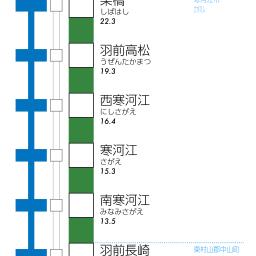 柴橋
しばはし
22.3
羽前高松
うぜんたかまつ
19.3
西寒河江
にしさがえ
16.4
寒河江
さがえ
15.3
南寒河江
みなみさがえ
13.5
東村山郡中山町
羽前長崎